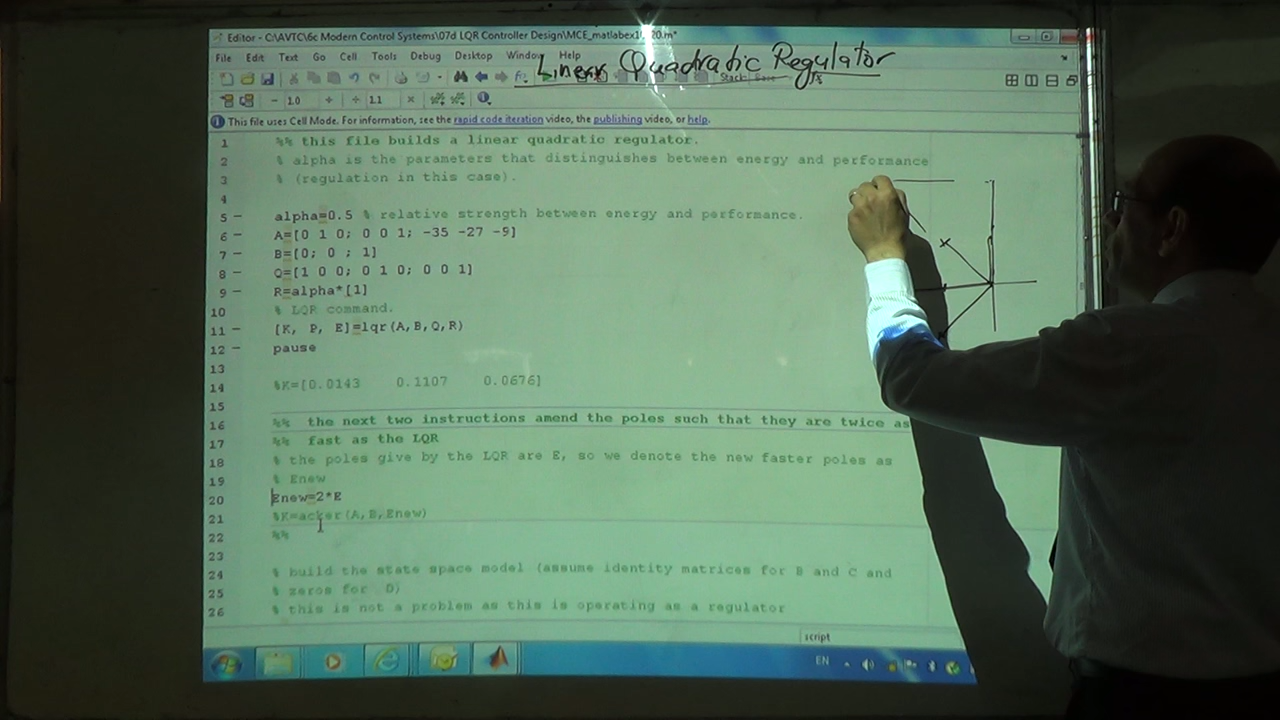 Editor - C:\AVTC\6c Modern Control Systems\07d LQR Controller Design\MCE_matlabex1
20.m*
File Edit Text Go Cell Tools Debug Desktop Window Help
Linear Quadratic Regulator
Stack: Base
fx
- 1.0 + ÷ 1.1 ×
This file uses Cell Mode. For information, see the rapid code iteration video, the publishing video, or help.
1 %% this file builds a linear quadratic regulator.
2 % alpha is the parameters that distinguishes between energy and performance
3 % (regulation in this case).
4
5 - alpha=0.5 % relative strength between energy and performance.
6 - A=[0 1 0; 0 0 1; -35 -27 -9]
7 - B=[0; 0 ; 1]
8 - Q=[1 0 0; 0 1 0; 0 0 1]
9 - R=alpha*[1]
10 % LQR command.
11 - [K, P, E]=lqr(A,B,Q,R)
12 - pause
13
14 %K=[0.0143 0.1107 0.0676]
15
16 %% the next two instructions amend the poles such that they are twice as
17 %% fast as the LQR
18 % the poles give by the LQR are E, so we denote the new faster poles as
19 % Enew
20 Enew=2*E
21 %K=acker(A,B,Enew)
22 %%
23
24 % build the state space model (assume identity matrices for B and C and
25 % zeros for D)
26 % this is not a problem as this is operating as a regulator
script
EN